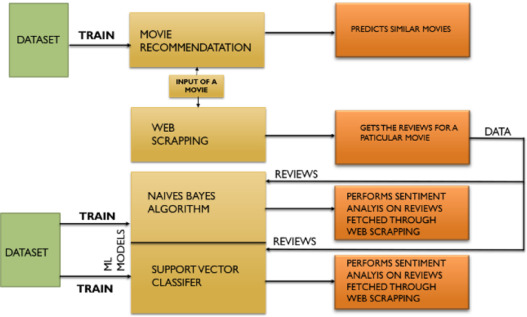 DATASET
TRAIN
MOVIE
RECOMMENDATATION
PREDICTS SIMILAR MOVIES
INPUT OF A
MOVIE
WEB
SCRAPPING
GETS THE REVIEWS FOR A
PATICULAR MOVIE
DATA
REVIEWS
NAIVES BAYES
ALGORITHM
PERFORMS SENTIMENT
ANALYIS ON REVIEWS
FETCHED THROUGH
WEB SCRAPPING
DATASET
TRAIN
ML
MODELS
TRAIN
REVIEWS
SUPPORT VECTOR
CLASSIFER
PERFORMS SENTIMENT
ANALYIS ON REVIEWS
FETCHED THROUGH
WEB SCRAPPING